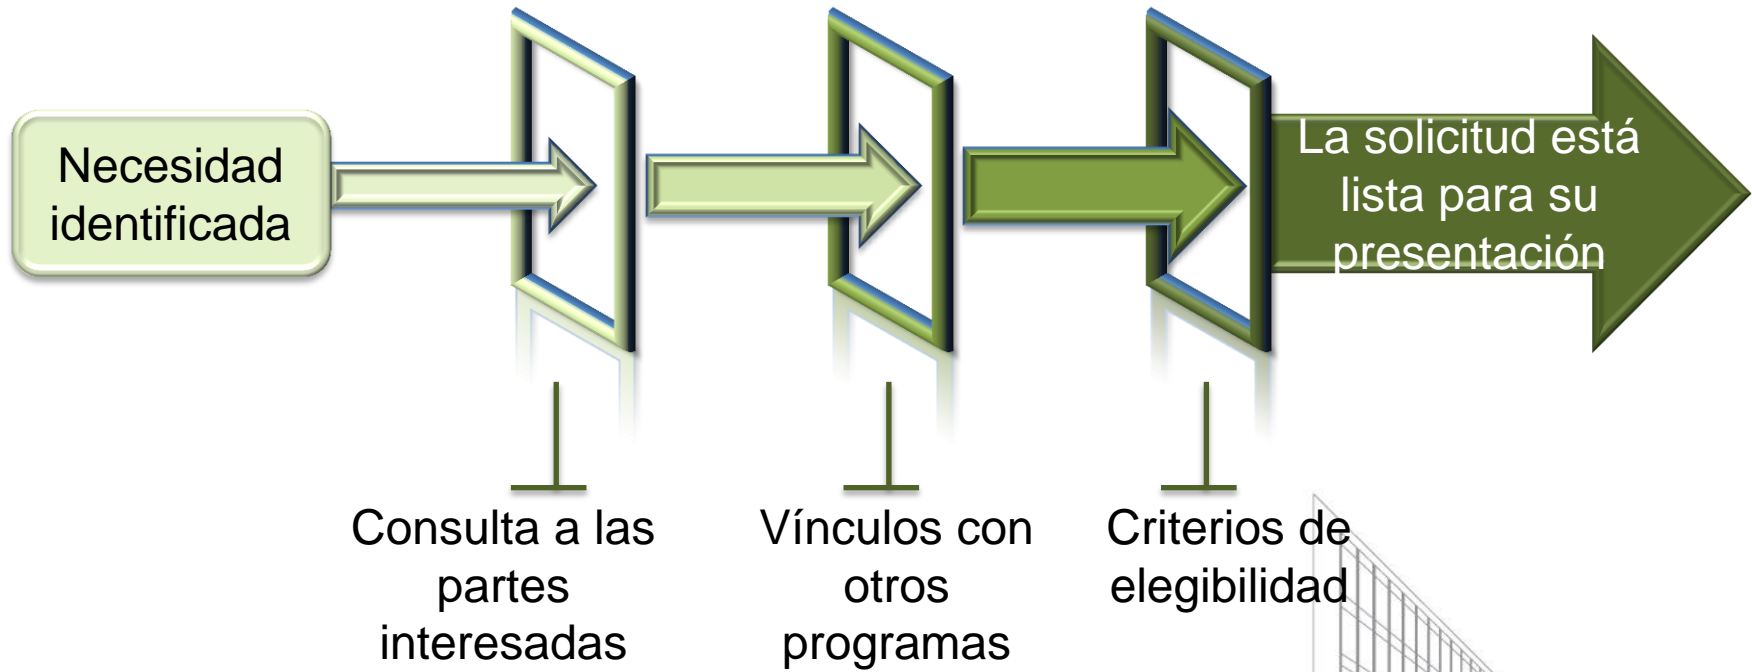 Necesidad
identificada
La solicitud está
lista para su
presentación
Consulta a las
partes
interesadas
Vínculos con
otros
programas
Criterios de
elegibilidad